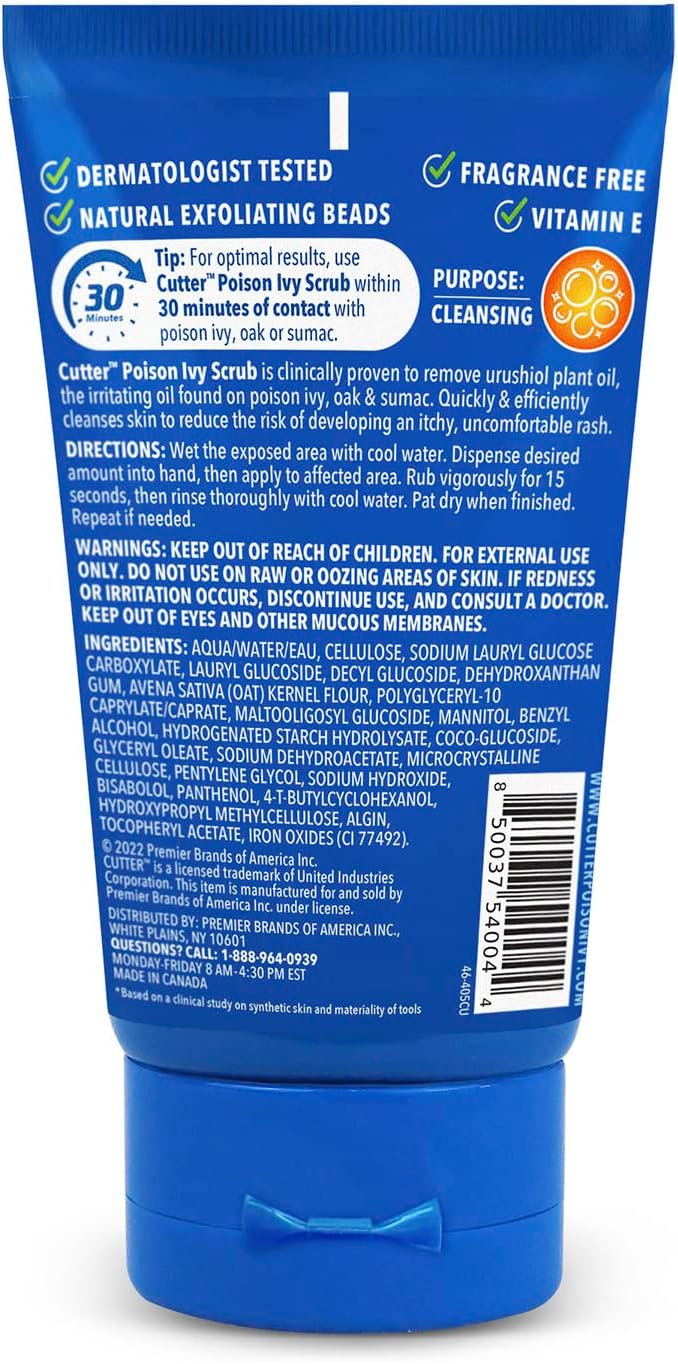 DERMATOLOGIST TESTED
FRAGRANCE FREE
NATURAL EXFOLIATING BEADS
VITAMIN E
30
Minutes
Tip: For optimal results, use
Cutter™ Poison Ivy Scrub within
30 minutes of contact with
poison ivy, oak or sumac.
PURPOSE:
CLEANSING
Cutter™ Poison Ivy Scrub is clinically proven to remove urushiol plant oil,
the irritating oil found on poison ivy, oak & sumac. Quickly & efficiently
cleanses skin to reduce the risk of developing an itchy, uncomfortable rash.
DIRECTIONS: Wet the exposed area with cool water. Dispense desired
amount into hand, then apply to affected area. Rub vigorously for 15
seconds, then rinse thoroughly with cool water. Pat dry when finished.
Repeat if needed.
WARNINGS: KEEP OUT OF REACH OF CHILDREN. FOR EXTERNAL USE
ONLY. DO NOT USE ON RAW OR OOZING AREAS OF SKIN. IF REDNESS
OR IRRITATION OCCURS, DISCONTINUE USE, AND CONSULT A DOCTOR.
KEEP OUT OF EYES AND OTHER MUCOUS MEMBRANES.
INGREDIENTS: AQUA/WATER/EAU, CELLULOSE, SODIUM LAURYL GLUCOSE
CARBOXYLATE, LAURYL GLUCOSIDE, DECYL GLUCOSIDE, DEHYDROXANTHAN
GUM, AVENA SATIVA (OAT) KERNEL FLOUR, POLYGLYCERYL-10
CAPRYLATE/CAPRATE, MALTOOLIGOSYL GLUCOSIDE, MANNITOL, BENZYL
ALCOHOL, HYDROGENATED STARCH HYDROLYSATE, COCO-GLUCOSIDE,
GLYCERYL OLEATE, SODIUM DEHYDROACETATE, MICROCRYSTALLINE
CELLULOSE, PENTYLENE GLYCOL, SODIUM HYDROXIDE,
BISABOLOL, PANTHENOL, 4-T-BUTYLCYCLOHEXANOL,
HYDROXYPROPYL METHYLCELLULOSE, ALGIN,
TOCOPHERYL ACETATE, IRON OXIDES (CI 77492).
© 2022 Premier Brands of America Inc.
CUTTER™ is a licensed trademark of United Industries
Corporation. This item is manufactured for and sold by
Premier Brands of America Inc. under license.
DISTRIBUTED BY: PREMIER BRANDS OF AMERICA INC.,
WHITE PLAINS, NY 10601
QUESTIONS? CALL: 1-888-964-0939
MONDAY-FRIDAY 8 AM-4:30 PM EST
MADE IN CANADA
*Based on a clinical study on synthetic skin and materiality of tools
46-405CU
8 50037 54004 4
WWW.CUTTERPOISONIVY.COM